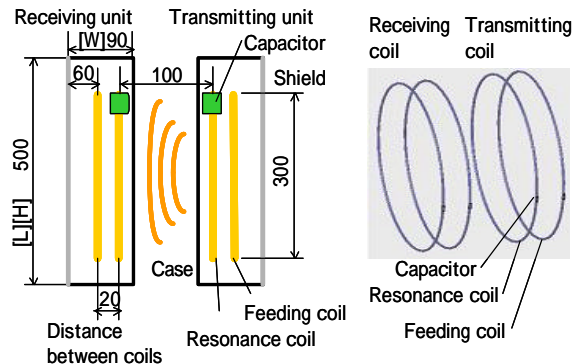 Receiving unit
Transmitting unit
[W]90
Capacitor
60
100
Shield
500
[L][H]
300
Case
20
Feeding coil
Distance
between coils
Resonance coil
Receiving
coil
Transmitting
coil
Capacitor
Resonance coil
Feeding coil